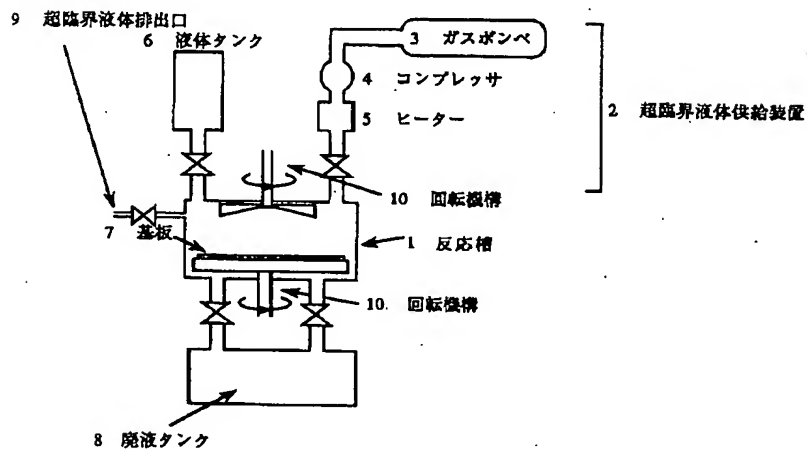 9 超臨界液体排出口
6 液体タンク
3 ガスボンベ
4 コンプレッサ
5 ヒーター
2 超臨界液体供給装置
10 回転機構
7 基板
1 反応槽
10. 回転機構
8 廃液タンク